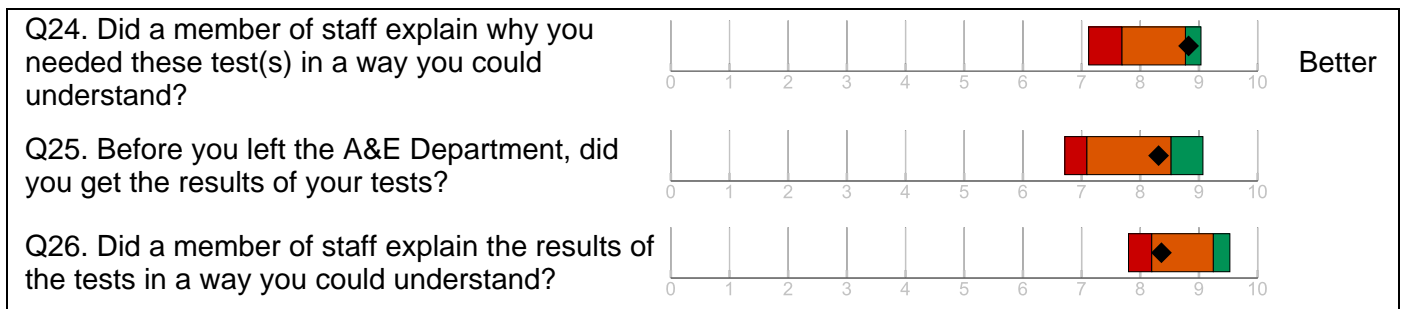 Q24. Did a member of staff explain why you
needed these test(s) in a way you could
understand?
0 1 2 3 4 5 6 7 8 9 10
Better
Q25. Before you left the A&E Department, did
you get the results of your tests?
0 1 2 3 4 5 6 7 8 9 10
Q26. Did a member of staff explain the results of
the tests in a way you could understand?
0 1 2 3 4 5 6 7 8 9 10